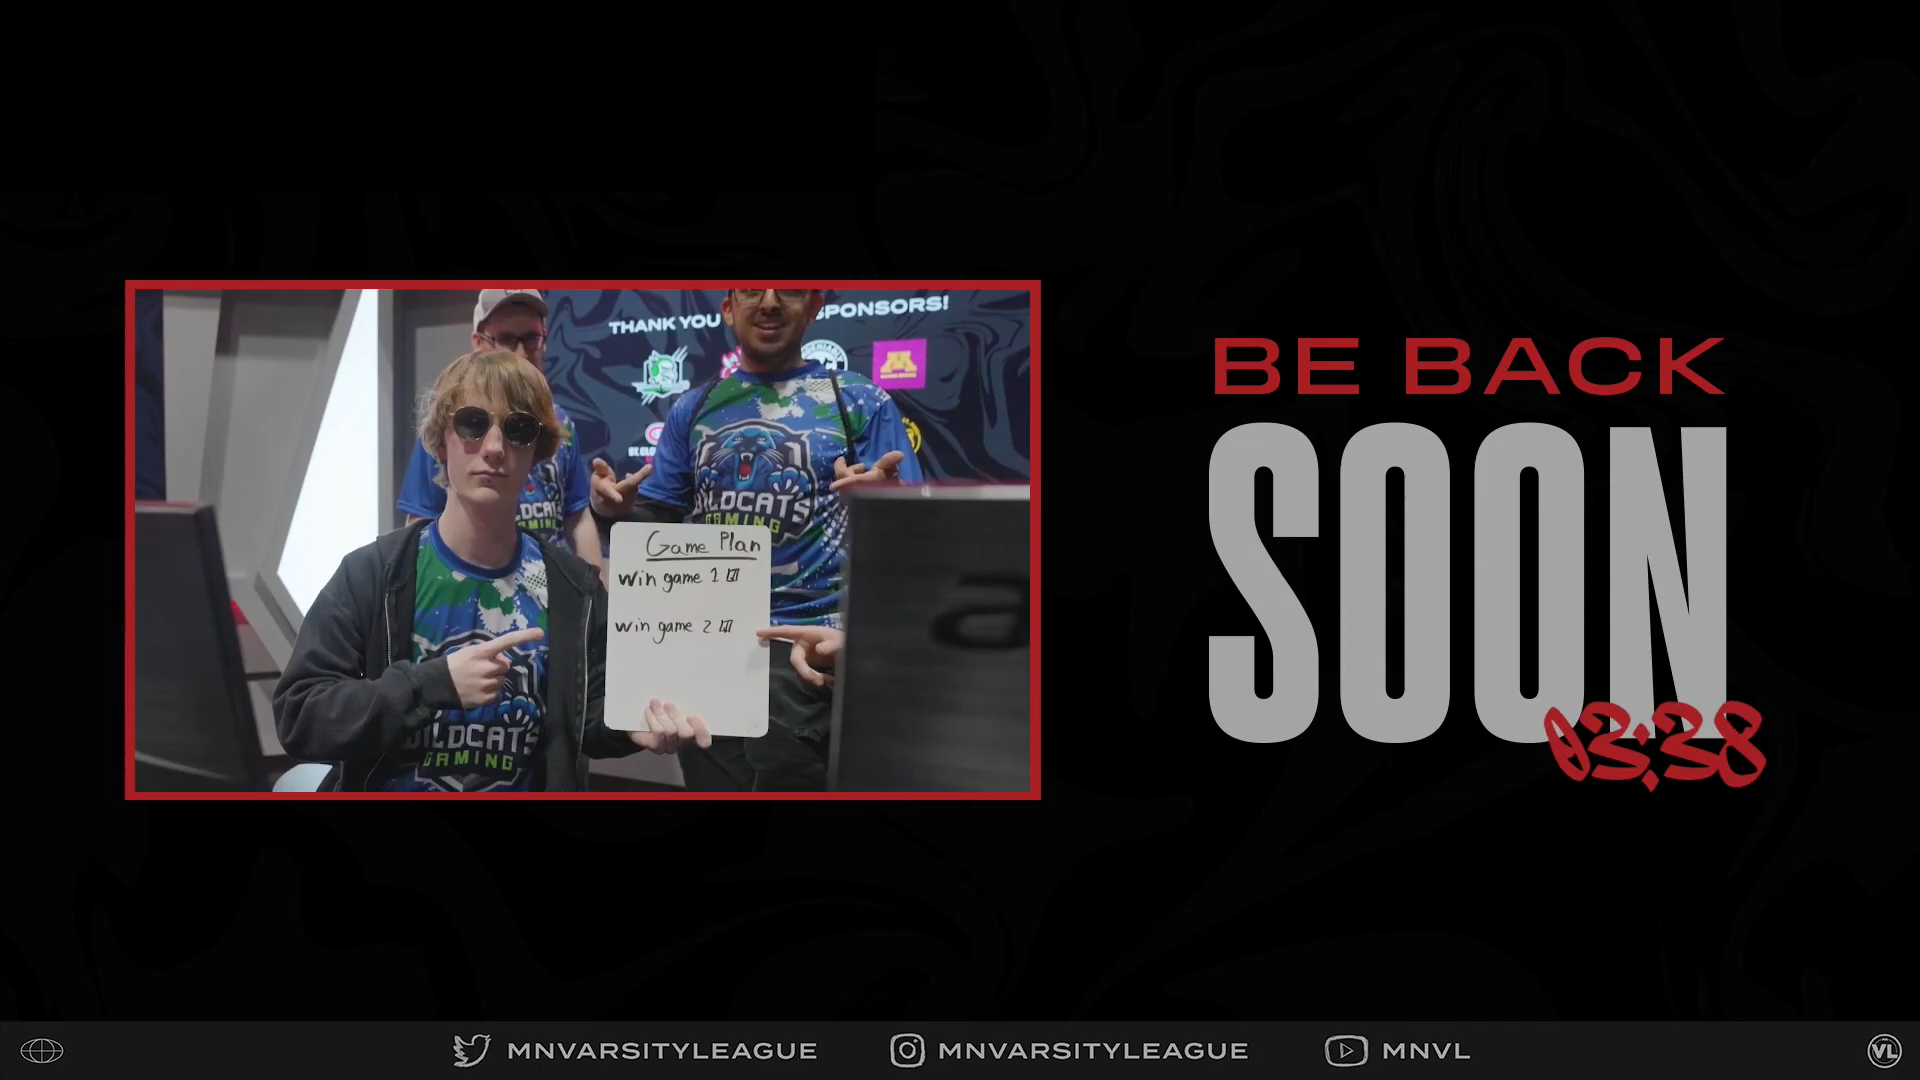 THANK YOU SPONSORS!
WILDCATS
GAMING
Game Plan
win game 1
win game 2
a
WILDCATS
GAMING
BE BACK
SOON
03:38
MNVARSITYLEAGUE MNVARSITYLEAGUE MNVL VL